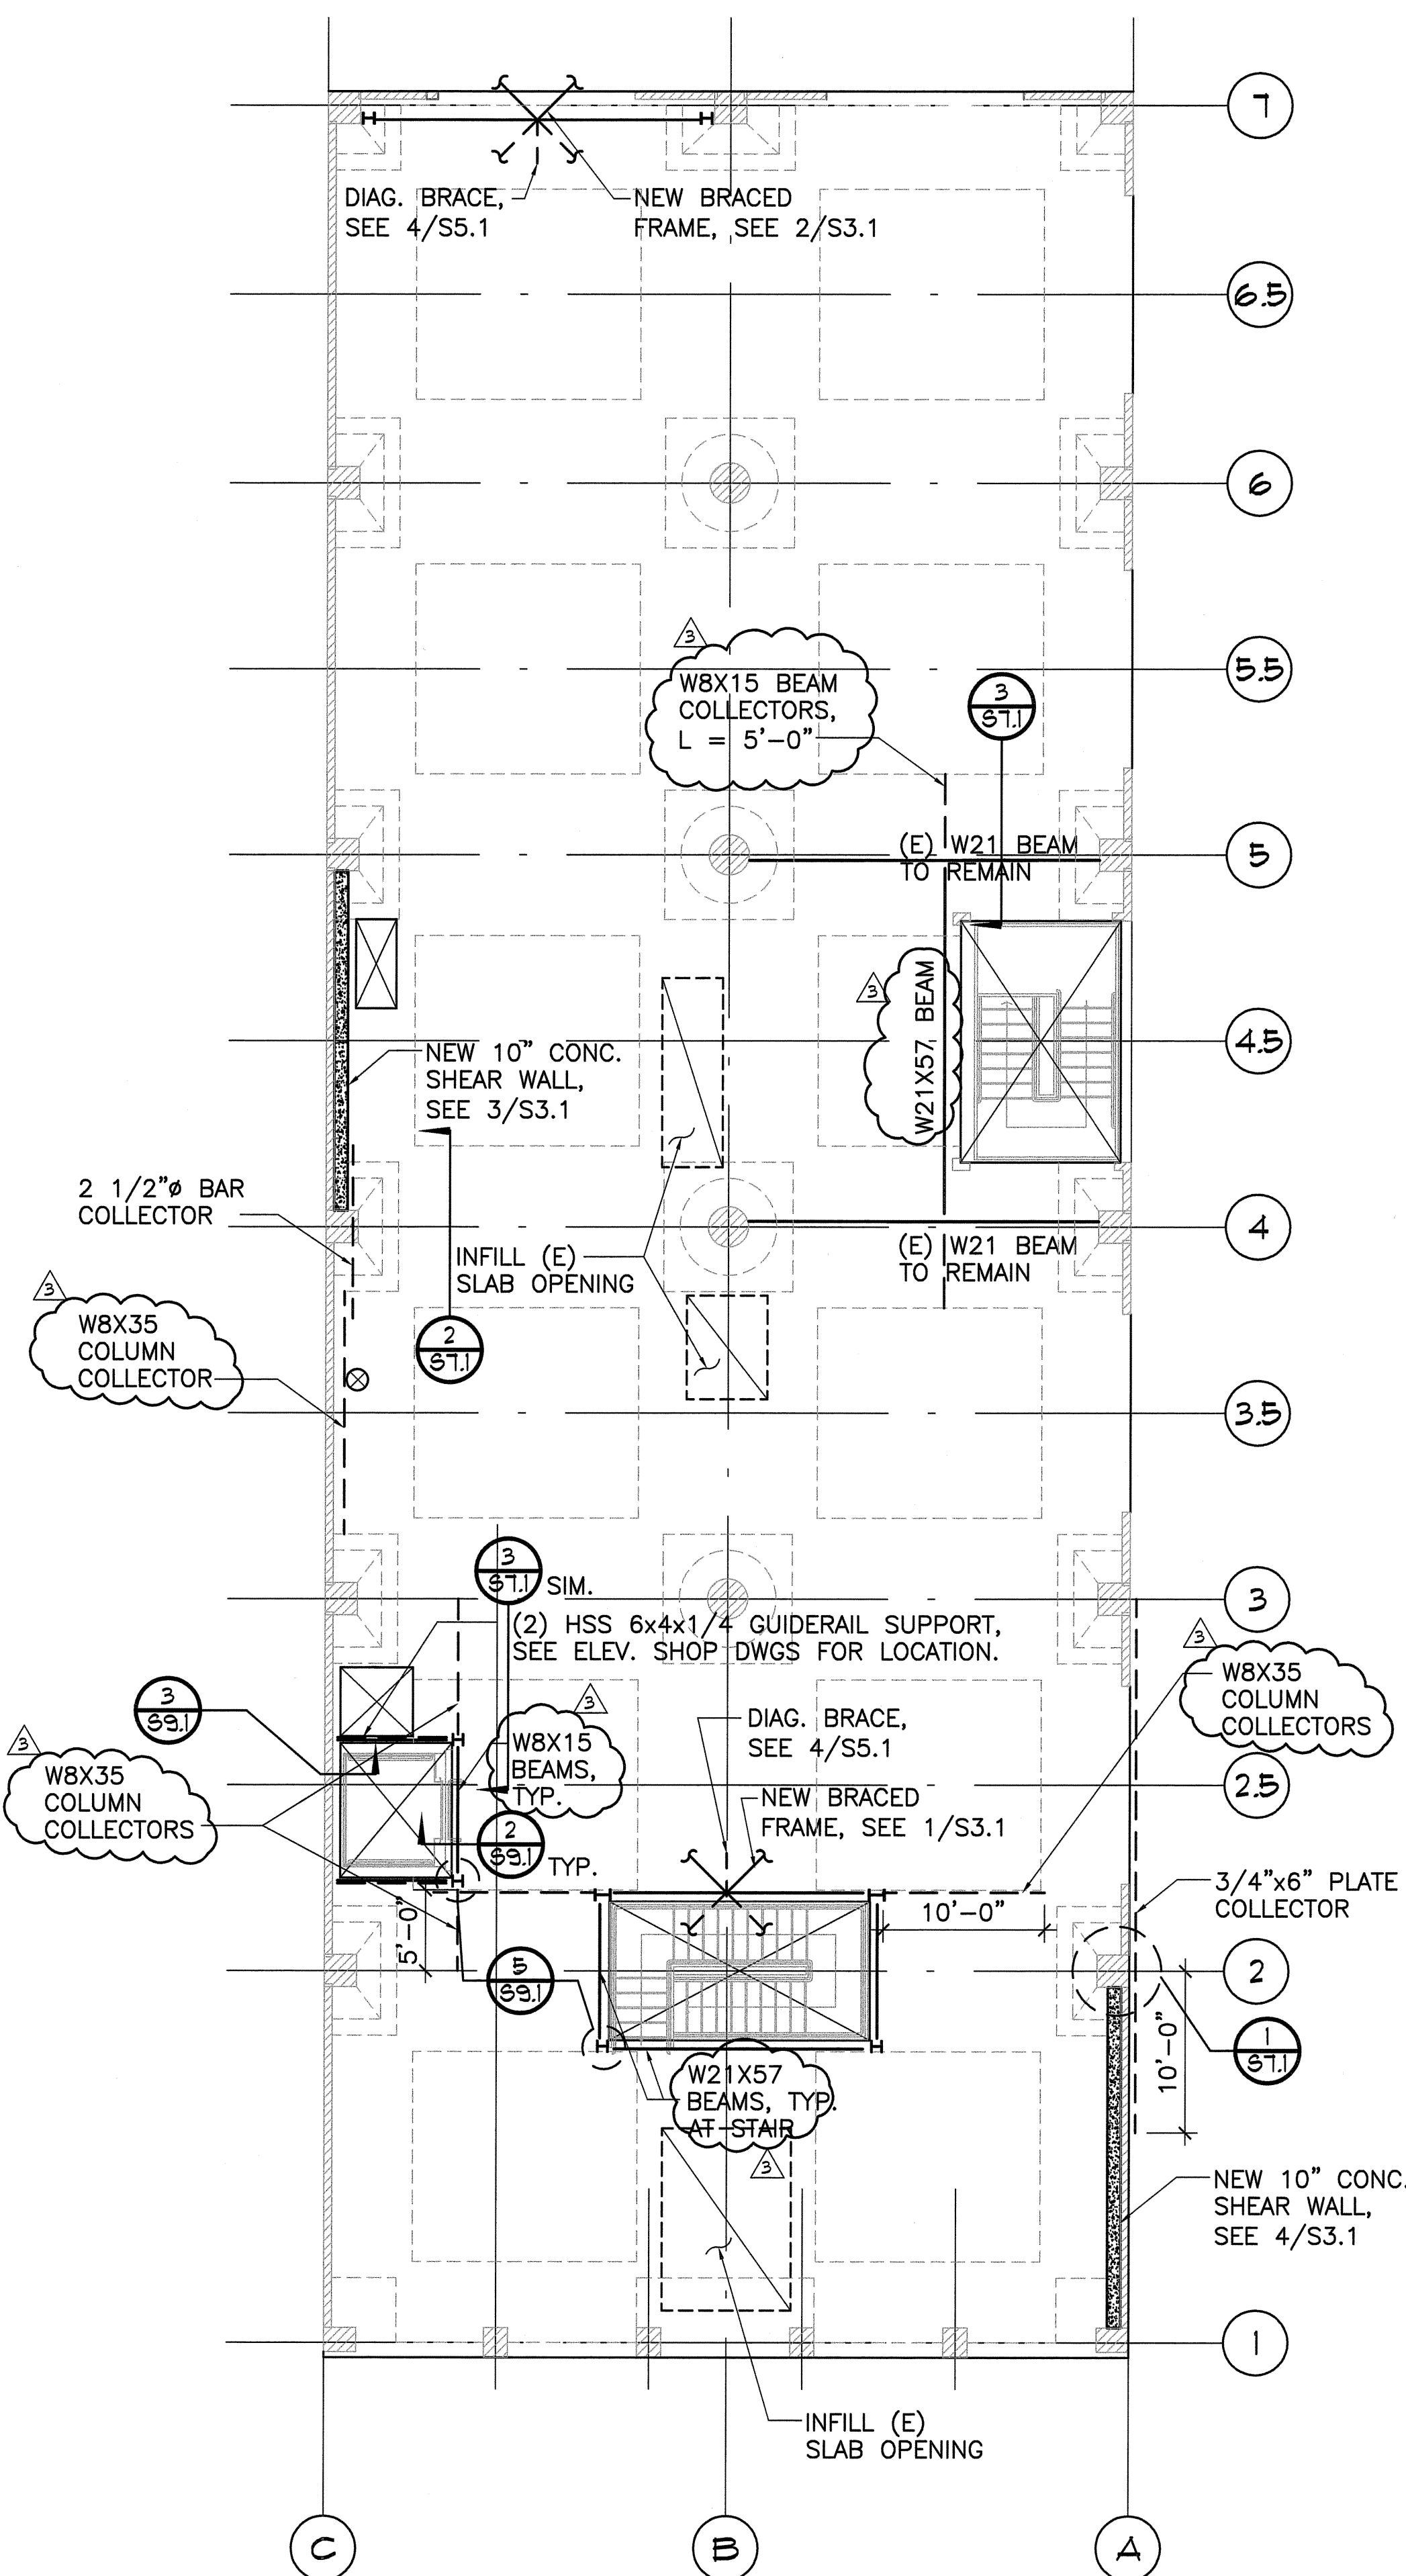 7
DIAG. BRACE,
SEE 4/S5.1
NEW BRACED
FRAME, SEE 2/S3.1
6.5
6
5.5
3
W8X15 BEAM
COLLECTORS,
L = 5'-0"
3
S7.1
(E) W21 BEAM
TO REMAIN
5
3
W21X57 BEAM
4.5
NEW 10" CONC.
SHEAR WALL,
SEE 3/S3.1
2 1/2"ø BAR
COLLECTOR
4
(E) W21 BEAM
TO REMAIN
INFILL (E)
SLAB OPENING
3
W8X35
COLUMN
COLLECTOR
2
S7.1
3.5
3
S7.1
SIM.
3
(2) HSS 6x4x1/4 GUIDERAIL SUPPORT,
SEE ELEV. SHOP DWGS FOR LOCATION.
3
W8X35
COLUMN
COLLECTORS
3
S9.1
3
W8X15
BEAMS,
TYP.
DIAG. BRACE,
SEE 4/S5.1
3
W8X35
COLUMN
COLLECTORS
2.5
NEW BRACED
FRAME, SEE 1/S3.1
2
S9.1
TYP.
3/4"x6" PLATE
COLLECTOR
10'-0"
5'-0"
2
5
S9.1
1
S7.1
10'-0"
W21X57
BEAMS, TYP.
AT STAIR
3
NEW 10" CONC.
SHEAR WALL,
SEE 4/S3.1
1
INFILL (E)
SLAB OPENING
C
B
A